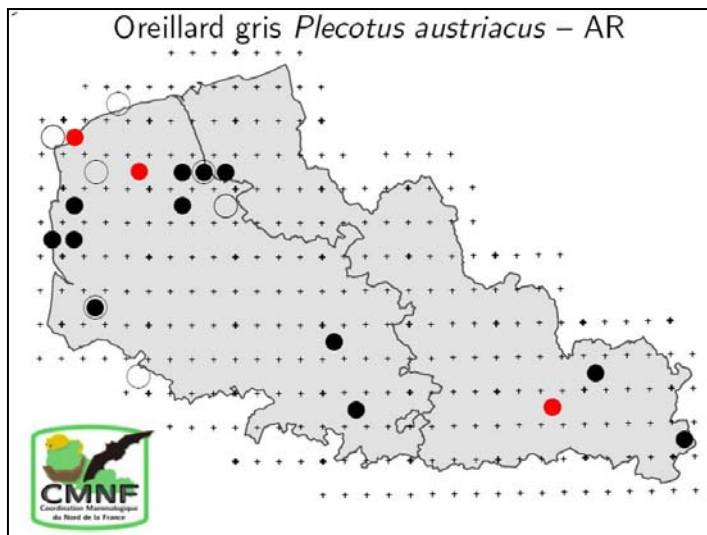 Oreillard gris Plecotus austriacus – AR
CMNF
Coordination Mammalogique
du Nord de la France